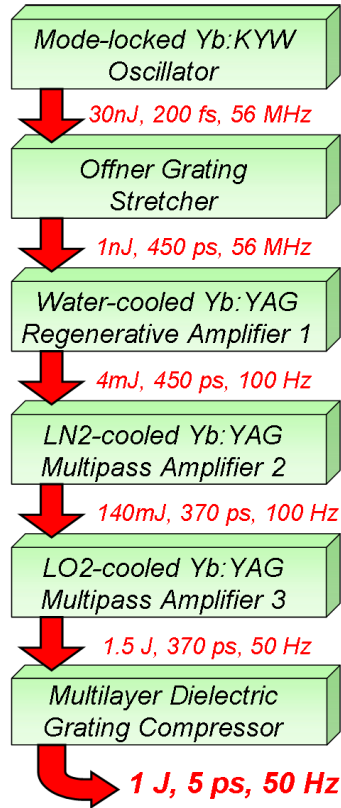 Mode-locked Yb:KYW
Oscillator
30nJ, 200 fs, 56 MHz
Offner Grating
Stretcher
1nJ, 450 ps, 56 MHz
Water-cooled Yb:YAG
Regenerative Amplifier 1
4mJ, 450 ps, 100 Hz
LN2-cooled Yb:YAG
Multipass Amplifier 2
140mJ, 370 ps, 100 Hz
LO2-cooled Yb:YAG
Multipass Amplifier 3
1.5 J, 370 ps, 50 Hz
Multilayer Dielectric
Grating Compressor
1 J, 5 ps, 50 Hz